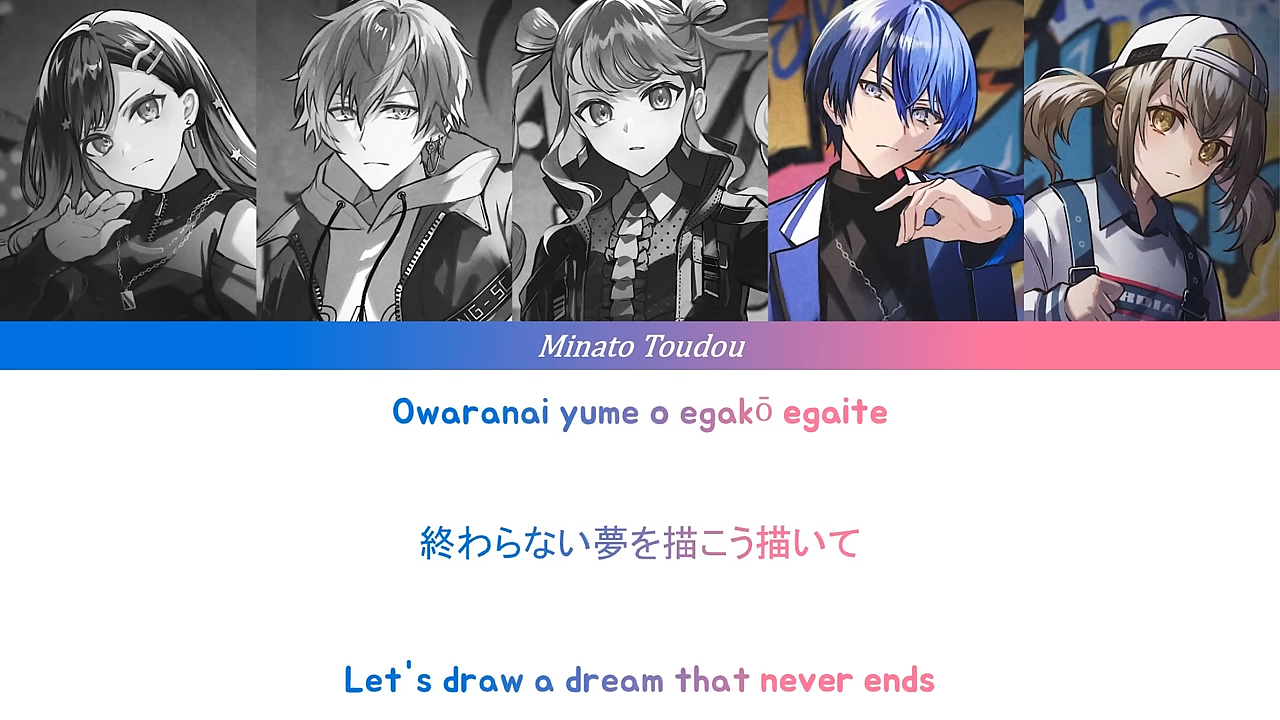 Minato Toudou
Owaranai yume o egakō egaite
終わらない夢を描こう描いて
Let's draw a dream that never ends